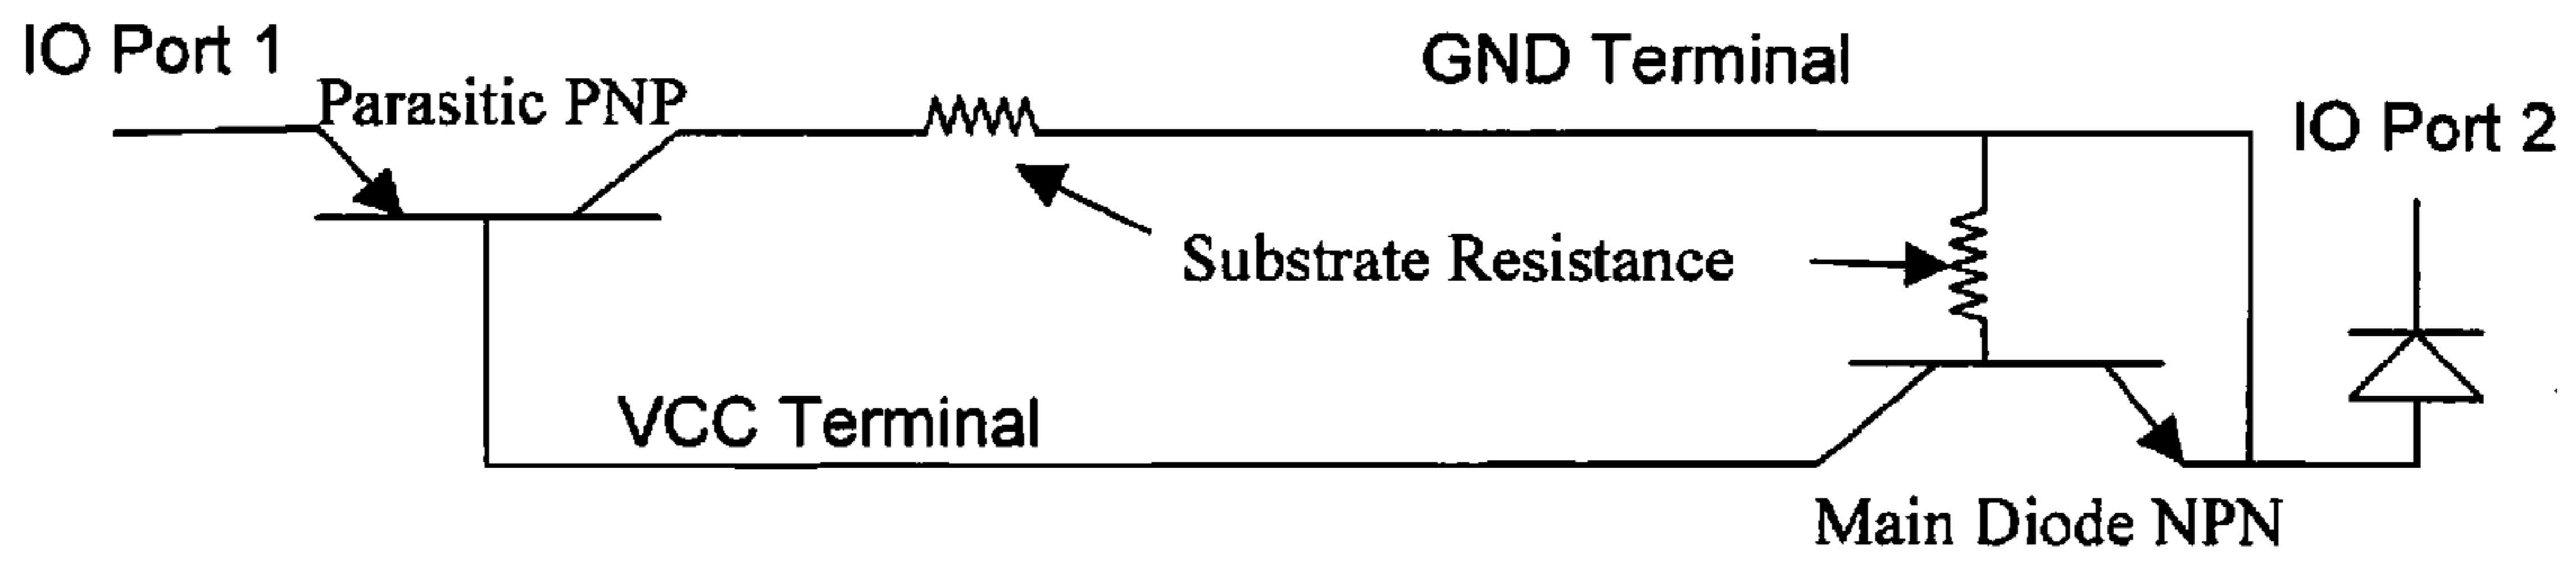 IO Port 1
Parasitic PNP
GND Terminal
IO Port 2
Substrate Resistance
VCC Terminal
Main Diode NPN